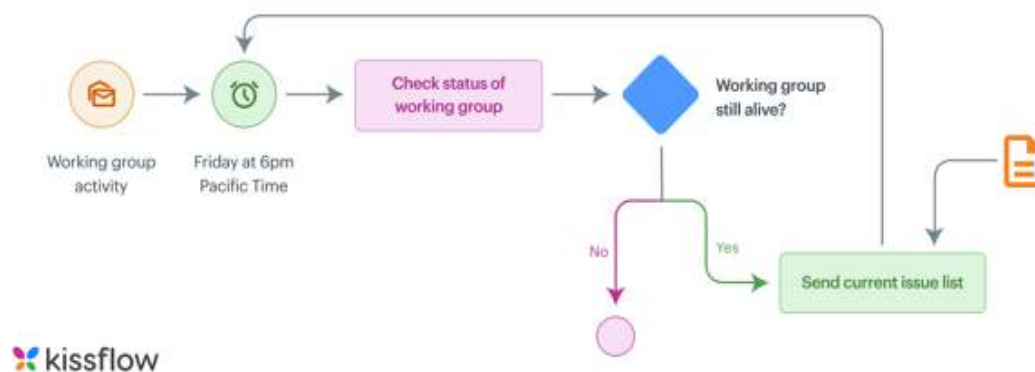 Check status of
working group
Working group
still alive?
Working group
activity
Friday at 6pm
Pacific Time
No
Yes
Send current issue list
kissflow